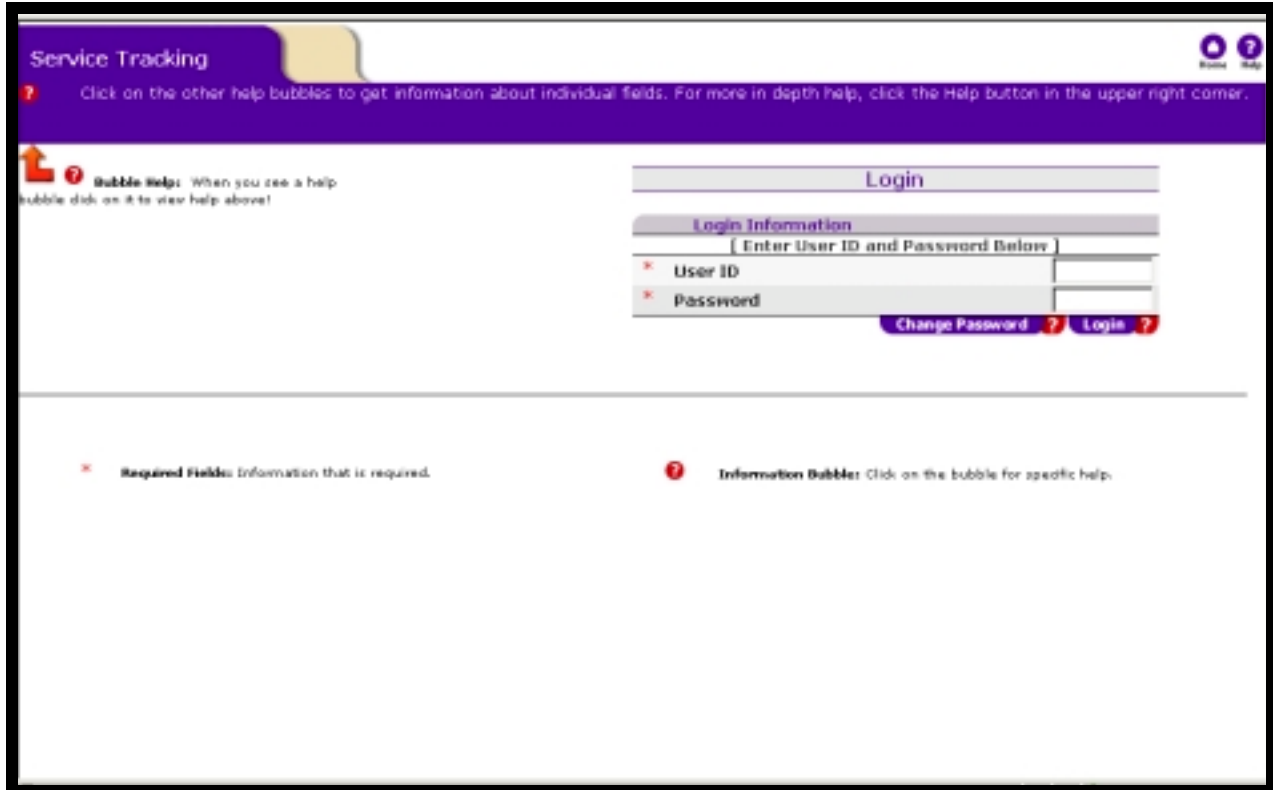 Service Tracking
Home Help
? Click on the other help bubbles to get information about individual fields. For more in depth help, click the Help button in the upper right corner.
? Bubble Help: When you see a help
bubble click on it to view help above!
Login
Login Information
[ Enter User ID and Password Below ]
* User ID
* Password
Change Password ? Login ?
* Required Fields: Information that is required.
? Information Bubble: Click on the bubble for specific help.